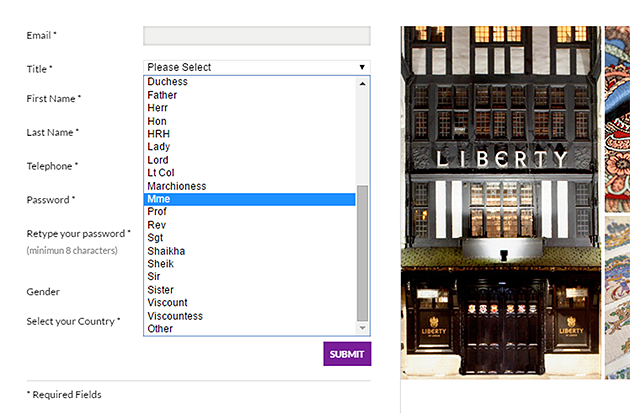 Email *
Title *
Please Select
Duchess
Father
Herr
Hon
HRH
Lady
Lord
Lt Col
Marchioness
Mme
Prof
Rev
Sgt
Shaikha
Sheik
Sir
Sister
Viscount
Viscountess
Other
First Name *
Last Name *
Telephone *
Password *
Retype your password *
(minimun 8 characters)
Gender
Select your Country *
SUBMIT
* Required Fields
LIBERTY
LIBERTY
LIBERTY